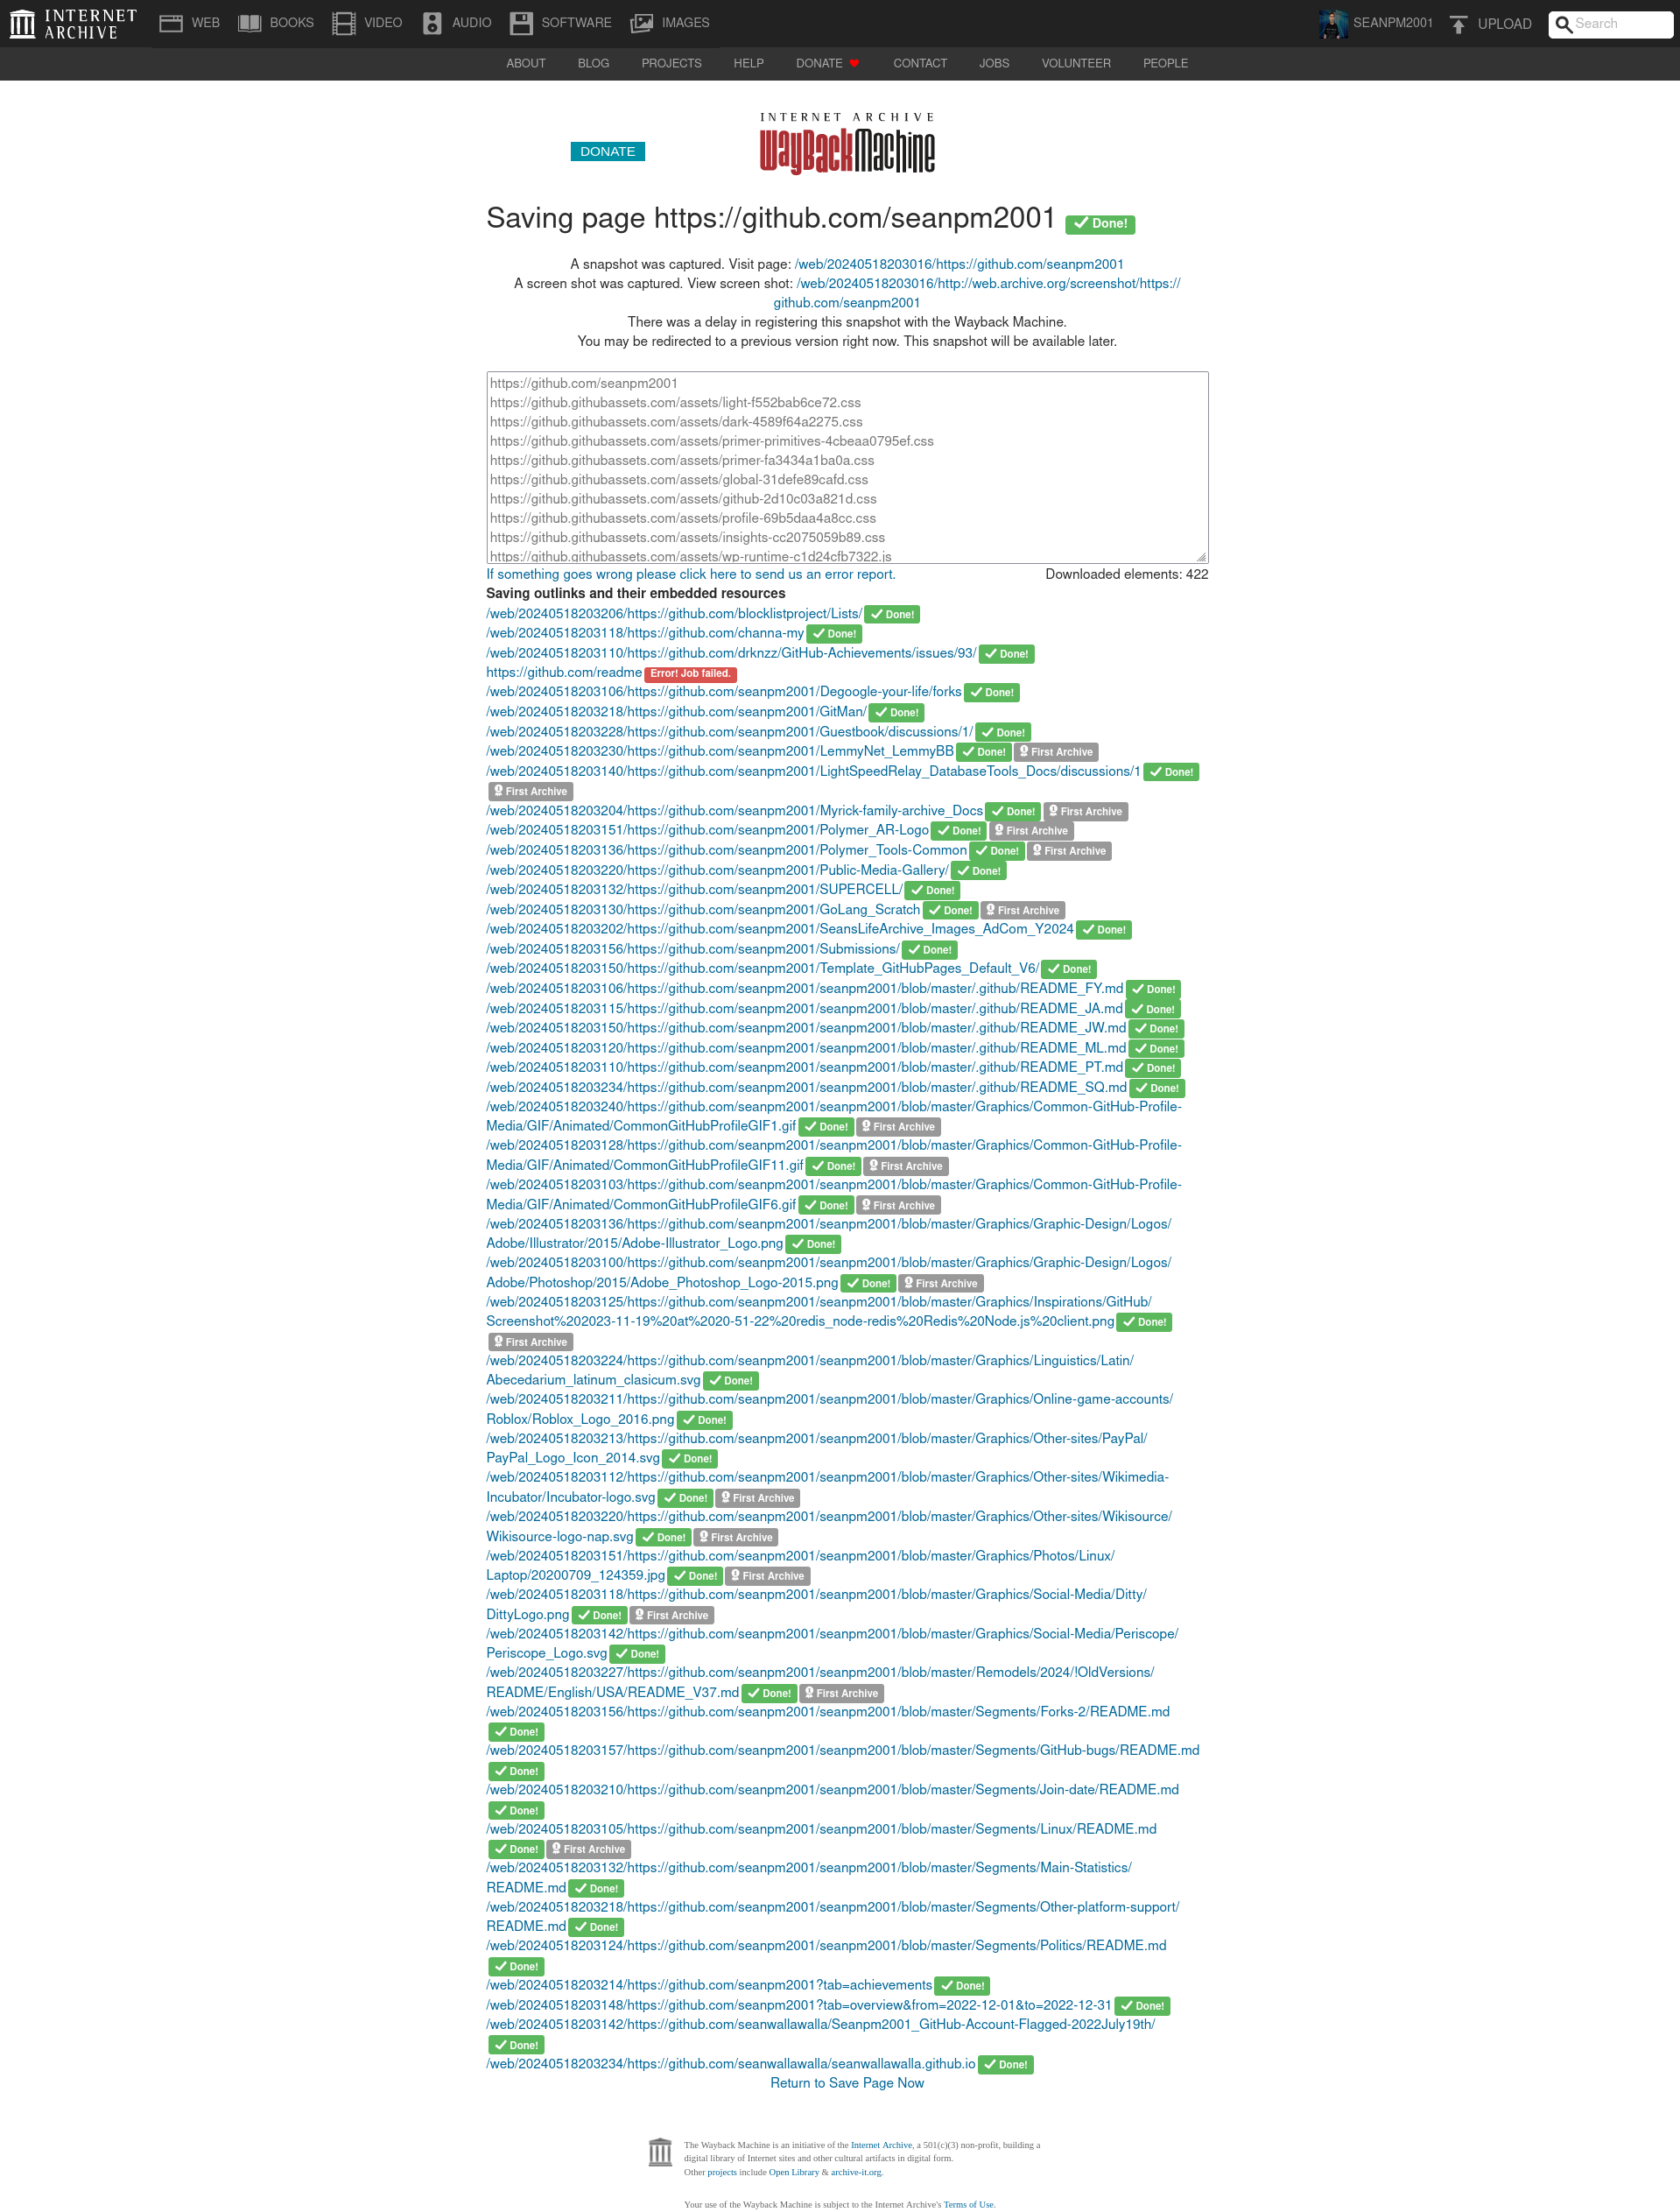 INTERNET ARCHIVE WEB BOOKS VIDEO AUDIO SOFTWARE IMAGES SEANPM2001 UPLOAD Search
ABOUT BLOG PROJECTS HELP DONATE CONTACT JOBS VOLUNTEER PEOPLE
INTERNET ARCHIVE
DONATE WayBackMachine
Saving page https://github.com/seanpm2001 Done!
A snapshot was captured. Visit page: /web/20240518203016/https://github.com/seanpm2001
A screen shot was captured. View screen shot: /web/20240518203016/http://web.archive.org/screenshot/https://
github.com/seanpm2001
There was a delay in registering this snapshot with the Wayback Machine.
You may be redirected to a previous version right now. This snapshot will be available later.
https://github.com/seanpm2001
https://github.githubassets.com/assets/light-f552bab6ce72.css
https://github.githubassets.com/assets/dark-4589f64a2275.css
https://github.githubassets.com/assets/primer-primitives-4cbeaa0795ef.css
https://github.githubassets.com/assets/primer-fa3434a1ba0a.css
https://github.githubassets.com/assets/global-31defe89cafd.css
https://github.githubassets.com/assets/github-2d10c03a821d.css
https://github.githubassets.com/assets/profile-69b5daa4a8cc.css
https://github.githubassets.com/assets/insights-cc2075059b89.css
https://github.githubassets.com/assets/wp-runtime-c1d24cfb7322.js
If something goes wrong please click here to send us an error report. Downloaded elements: 422
Saving outlinks and their embedded resources
/web/20240518203206/https://github.com/blocklistproject/Lists/ Done!
/web/20240518203118/https://github.com/channa-my Done!
/web/20240518203110/https://github.com/drknzz/GitHub-Achievements/issues/93/ Done!
https://github.com/readme Error! Job failed.
/web/20240518203106/https://github.com/seanpm2001/Degoogle-your-life/forks Done!
/web/20240518203218/https://github.com/seanpm2001/GitMan/ Done!
/web/20240518203228/https://github.com/seanpm2001/Guestbook/discussions/1/ Done!
/web/20240518203230/https://github.com/seanpm2001/LemmyNet_LemmyBB Done! First Archive
/web/20240518203140/https://github.com/seanpm2001/LightSpeedRelay_DatabaseTools_Docs/discussions/1 Done!
First Archive
/web/20240518203204/https://github.com/seanpm2001/Myrick-family-archive_Docs Done! First Archive
/web/20240518203151/https://github.com/seanpm2001/Polymer_AR-Logo Done! First Archive
/web/20240518203136/https://github.com/seanpm2001/Polymer_Tools-Common Done! First Archive
/web/20240518203220/https://github.com/seanpm2001/Public-Media-Gallery/ Done!
/web/20240518203132/https://github.com/seanpm2001/SUPERCELL/ Done!
/web/20240518203130/https://github.com/seanpm2001/GoLang_Scratch Done! First Archive
/web/20240518203202/https://github.com/seanpm2001/SeansLifeArchive_Images_AdCom_Y2024 Done!
/web/20240518203156/https://github.com/seanpm2001/Submissions/ Done!
/web/20240518203150/https://github.com/seanpm2001/Template_GitHubPages_Default_V6/ Done!
/web/20240518203106/https://github.com/seanpm2001/seanpm2001/blob/master/.github/README_FY.md Done!
/web/20240518203115/https://github.com/seanpm2001/seanpm2001/blob/master/.github/README_JA.md Done!
/web/20240518203150/https://github.com/seanpm2001/seanpm2001/blob/master/.github/README_JW.md Done!
/web/20240518203120/https://github.com/seanpm2001/seanpm2001/blob/master/.github/README_ML.md Done!
/web/20240518203110/https://github.com/seanpm2001/seanpm2001/blob/master/.github/README_PT.md Done!
/web/20240518203234/https://github.com/seanpm2001/seanpm2001/blob/master/.github/README_SQ.md Done!
/web/20240518203240/https://github.com/seanpm2001/seanpm2001/blob/master/Graphics/Common-GitHub-Profile-
Media/GIF/Animated/CommonGitHubProfileGIF1.gif Done! First Archive
/web/20240518203128/https://github.com/seanpm2001/seanpm2001/blob/master/Graphics/Common-GitHub-Profile-
Media/GIF/Animated/CommonGitHubProfileGIF11.gif Done! First Archive
/web/20240518203103/https://github.com/seanpm2001/seanpm2001/blob/master/Graphics/Common-GitHub-Profile-
Media/GIF/Animated/CommonGitHubProfileGIF6.gif Done! First Archive
/web/20240518203136/https://github.com/seanpm2001/seanpm2001/blob/master/Graphics/Graphic-Design/Logos/
Adobe/Illustrator/2015/Adobe-Illustrator_Logo.png Done!
/web/20240518203100/https://github.com/seanpm2001/seanpm2001/blob/master/Graphics/Graphic-Design/Logos/
Adobe/Photoshop/2015/Adobe_Photoshop_Logo-2015.png Done! First Archive
/web/20240518203125/https://github.com/seanpm2001/seanpm2001/blob/master/Graphics/Inspirations/GitHub/
Screenshot%202023-11-19%20at%2020-51-22%20redis_node-redis%20Redis%20Node.js%20client.png Done!
First Archive
/web/20240518203224/https://github.com/seanpm2001/seanpm2001/blob/master/Graphics/Linguistics/Latin/
Abecedarium_latinum_clasicum.svg Done!
/web/20240518203211/https://github.com/seanpm2001/seanpm2001/blob/master/Graphics/Online-game-accounts/
Roblox/Roblox_Logo_2016.png Done!
/web/20240518203213/https://github.com/seanpm2001/seanpm2001/blob/master/Graphics/Other-sites/PayPal/
PayPal_Logo_Icon_2014.svg Done!
/web/20240518203112/https://github.com/seanpm2001/seanpm2001/blob/master/Graphics/Other-sites/Wikimedia-
Incubator/Incubator-logo.svg Done! First Archive
/web/20240518203220/https://github.com/seanpm2001/seanpm2001/blob/master/Graphics/Other-sites/Wikisource/
Wikisource-logo-nap.svg Done! First Archive
/web/20240518203151/https://github.com/seanpm2001/seanpm2001/blob/master/Graphics/Photos/Linux/
Laptop/20200709_124359.jpg Done! First Archive
/web/20240518203118/https://github.com/seanpm2001/seanpm2001/blob/master/Graphics/Social-Media/Ditty/
DittyLogo.png Done! First Archive
/web/20240518203142/https://github.com/seanpm2001/seanpm2001/blob/master/Graphics/Social-Media/Periscope/
Periscope_Logo.svg Done!
/web/20240518203227/https://github.com/seanpm2001/seanpm2001/blob/master/Remodels/2024/!OldVersions/
README/English/USA/README_V37.md Done! First Archive
/web/20240518203156/https://github.com/seanpm2001/seanpm2001/blob/master/Segments/Forks-2/README.md
Done!
/web/20240518203157/https://github.com/seanpm2001/seanpm2001/blob/master/Segments/GitHub-bugs/README.md
Done!
/web/20240518203210/https://github.com/seanpm2001/seanpm2001/blob/master/Segments/Join-date/README.md
Done!
/web/20240518203105/https://github.com/seanpm2001/seanpm2001/blob/master/Segments/Linux/README.md
Done! First Archive
/web/20240518203132/https://github.com/seanpm2001/seanpm2001/blob/master/Segments/Main-Statistics/
README.md Done!
/web/20240518203218/https://github.com/seanpm2001/seanpm2001/blob/master/Segments/Other-platform-support/
README.md Done!
/web/20240518203124/https://github.com/seanpm2001/seanpm2001/blob/master/Segments/Politics/README.md
Done!
/web/20240518203214/https://github.com/seanpm2001?tab=achievements Done!
/web/20240518203148/https://github.com/seanpm2001?tab=overview&from=2022-12-01&to=2022-12-31 Done!
/web/20240518203142/https://github.com/seanwallawalla/Seanpm2001_GitHub-Account-Flagged-2022July19th/
Done!
/web/20240518203234/https://github.com/seanwallawalla/seanwallawalla.github.io Done!
Return to Save Page Now
The Wayback Machine is an initiative of the Internet Archive, a 501(c)(3) non-profit, building a
digital library of Internet sites and other cultural artifacts in digital form.
Other projects include Open Library & archive-it.org.
Your use of the Wayback Machine is subject to the Internet Archive's Terms of Use.